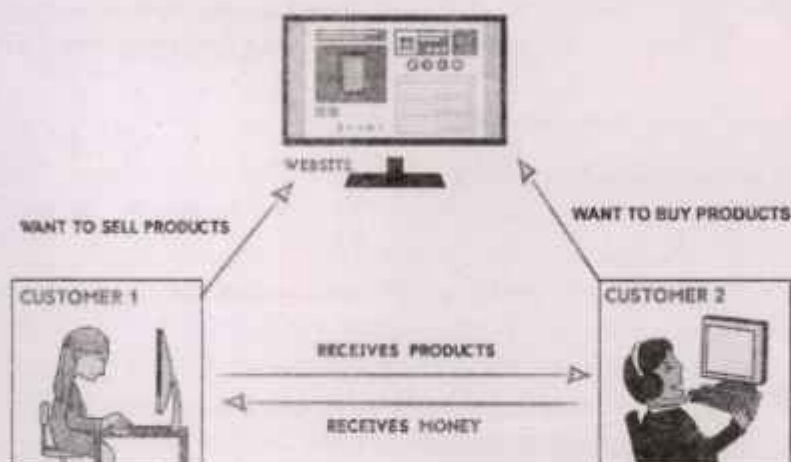 WEBSITE
WANT TO SELL PRODUCTS
WANT TO BUY PRODUCTS
CUSTOMER 1
CUSTOMER 2
RECEIVES PRODUCTS
RECEIVES MONEY